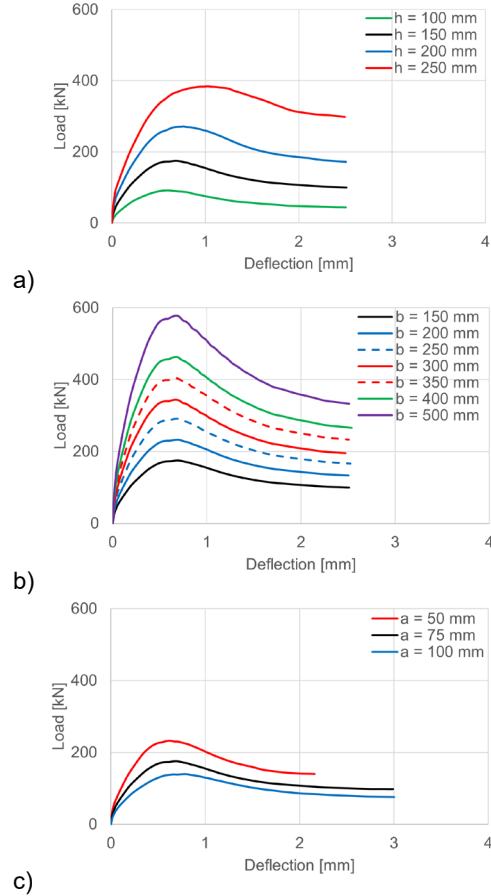 600
400
200
0
Load [kN]
h = 100 mm
h = 150 mm
h = 200 mm
h = 250 mm
0 1 2 3 4
Deflection [mm]
a)
600
400
200
0
Load [kN]
b = 150 mm
b = 200 mm
b = 250 mm
b = 300 mm
b = 350 mm
b = 400 mm
b = 500 mm
0 1 2 3 4
Deflection [mm]
b)
600
400
200
0
Load [kN]
a = 50 mm
a = 75 mm
a = 100 mm
0 1 2 3 4
Deflection [mm]
c)